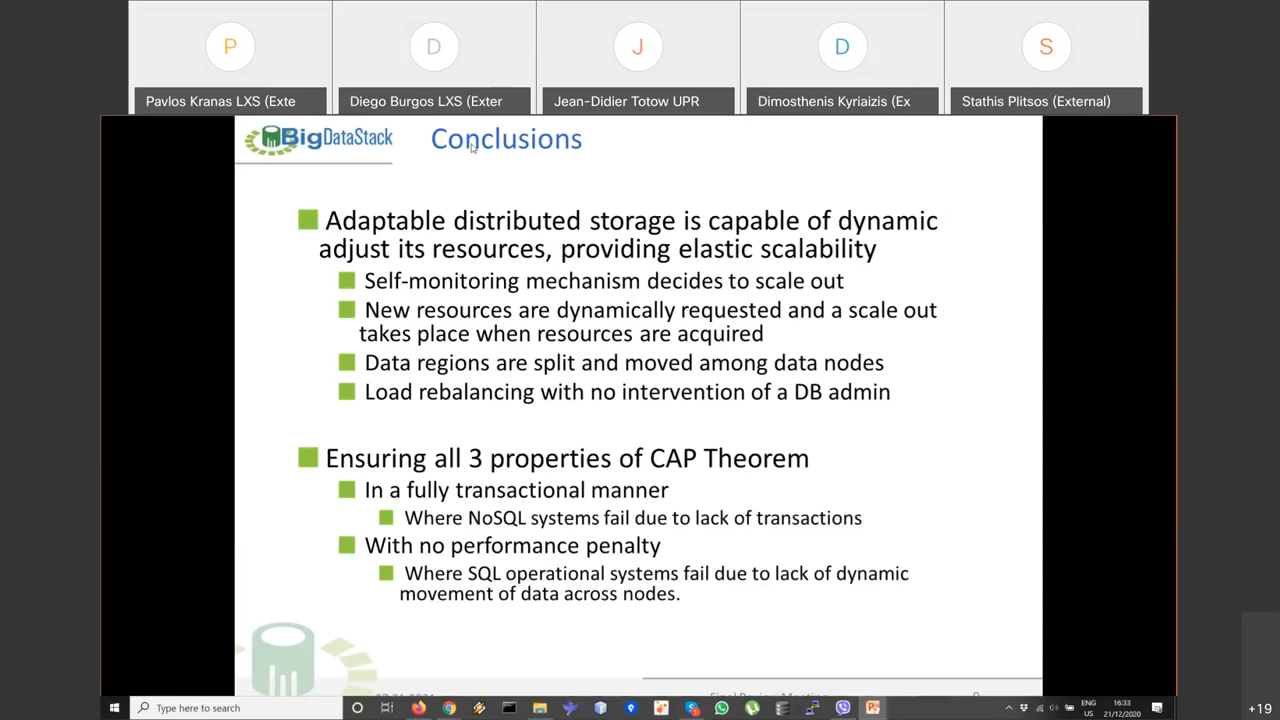 P
D
J
D
S
Pavlos Kranas LXS (Exte
Diego Burgos LXS (Exter
Jean-Didier Totow UPR
Dimosthenis Kyriaizis (Ex
Stathis Plitsos (External)
BigDataStack
Conclusions
Adaptable distributed storage is capable of dynamic
adjust its resources, providing elastic scalability
Self-monitoring mechanism decides to scale out
New resources are dynamically requested and a scale out
takes place when resources are acquired
Data regions are split and moved among data nodes
Load rebalancing with no intervention of a DB admin
Ensuring all 3 properties of CAP Theorem
In a fully transactional manner
Where NoSQL systems fail due to lack of transactions
With no performance penalty
Where SQL operational systems fail due to lack of dynamic
movement of data across nodes.
Final Review Meeting
Type here to search
ENG
US
16:33
21/12/2020
+19